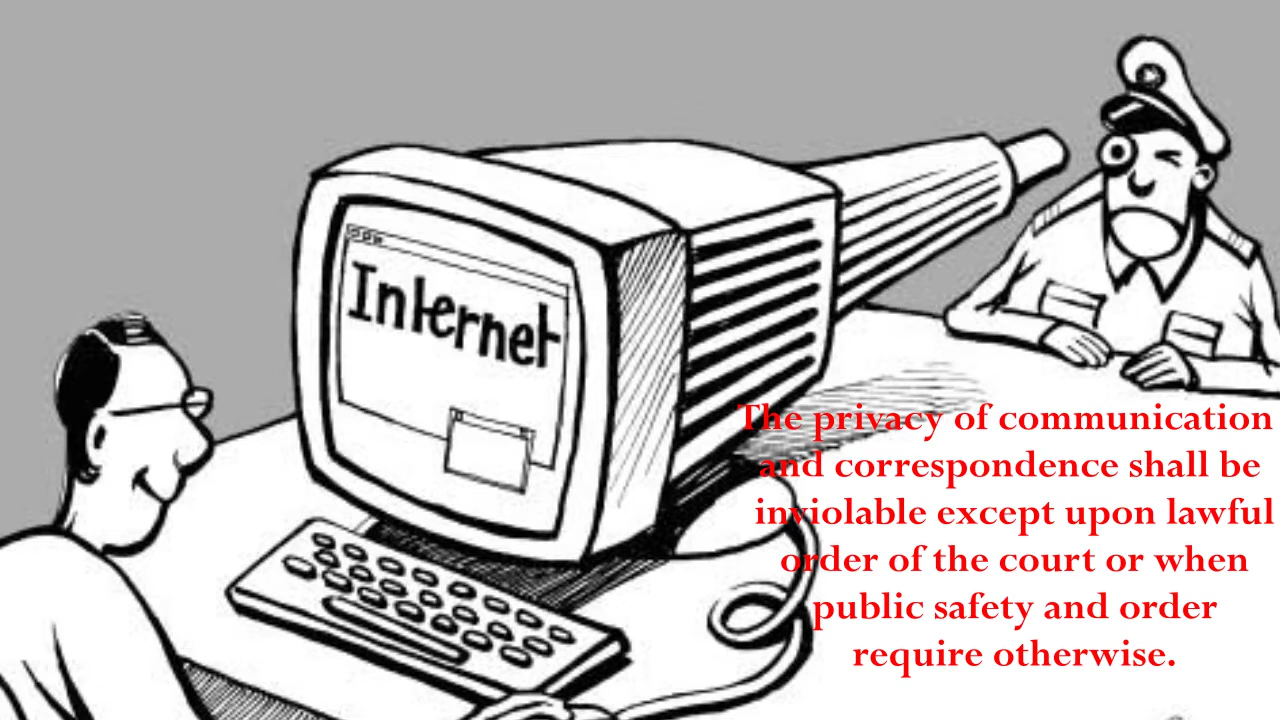 Internet
The privacy of communication
and correspondence shall be
inviolable except upon lawful
order of the court or when
public safety and order
require otherwise.